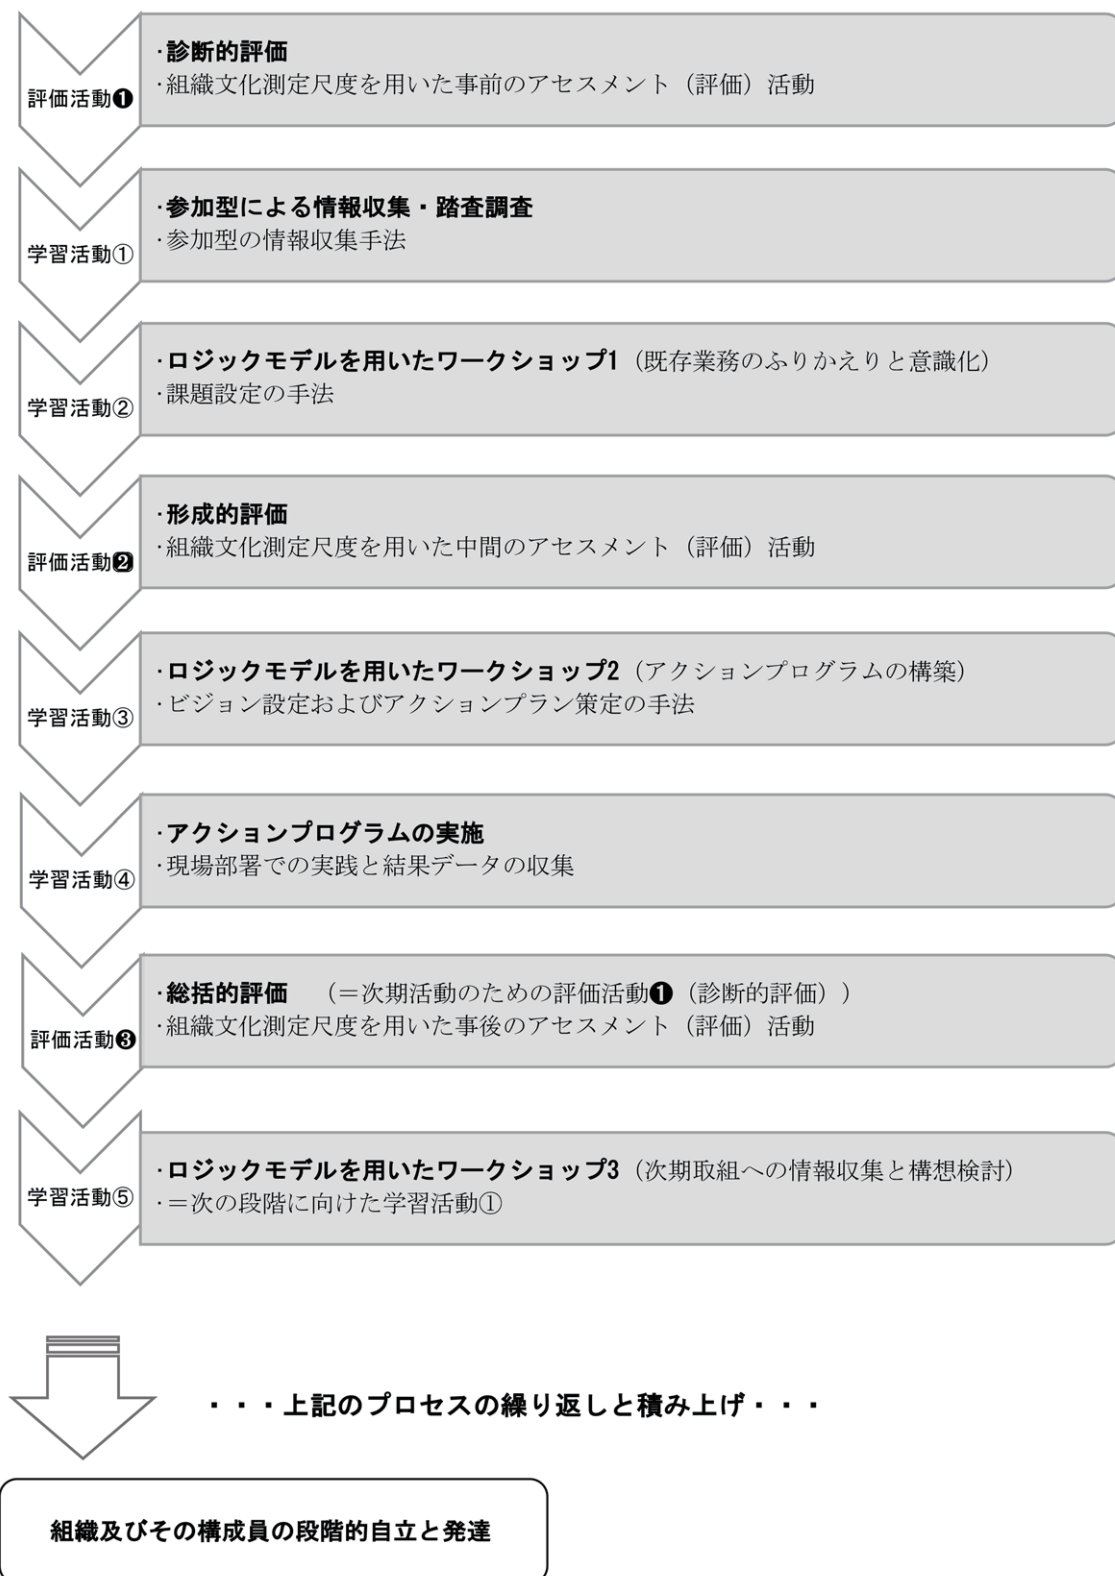 評価活動❶
·診断的評価
·組織文化測定尺度を用いた事前のアセスメント（評価）活動
学習活動①
·参加型による情報収集・踏査調査
·参加型の情報収集手法
学習活動②
·ロジックモデルを用いたワークショップ1（既存業務のふりかえりと意識化）
·課題設定の手法
評価活動❷
·形成的評価
·組織文化測定尺度を用いた中間のアセスメント（評価）活動
学習活動③
·ロジックモデルを用いたワークショップ2（アクションプログラムの構築）
·ビジョン設定およびアクションプラン策定の手法
学習活動④
·アクションプログラムの実施
·現場部署での実践と結果データの収集
評価活動❸
·総括的評価　（＝次期活動のための評価活動❶（診断的評価））
·組織文化測定尺度を用いた事後のアセスメント（評価）活動
学習活動⑤
·ロジックモデルを用いたワークショップ3（次期取組への情報収集と構想検討）
·＝次の段階に向けた学習活動①
・・・上記のプロセスの繰り返しと積み上げ・・・
組織及びその構成員の段階的自立と発達